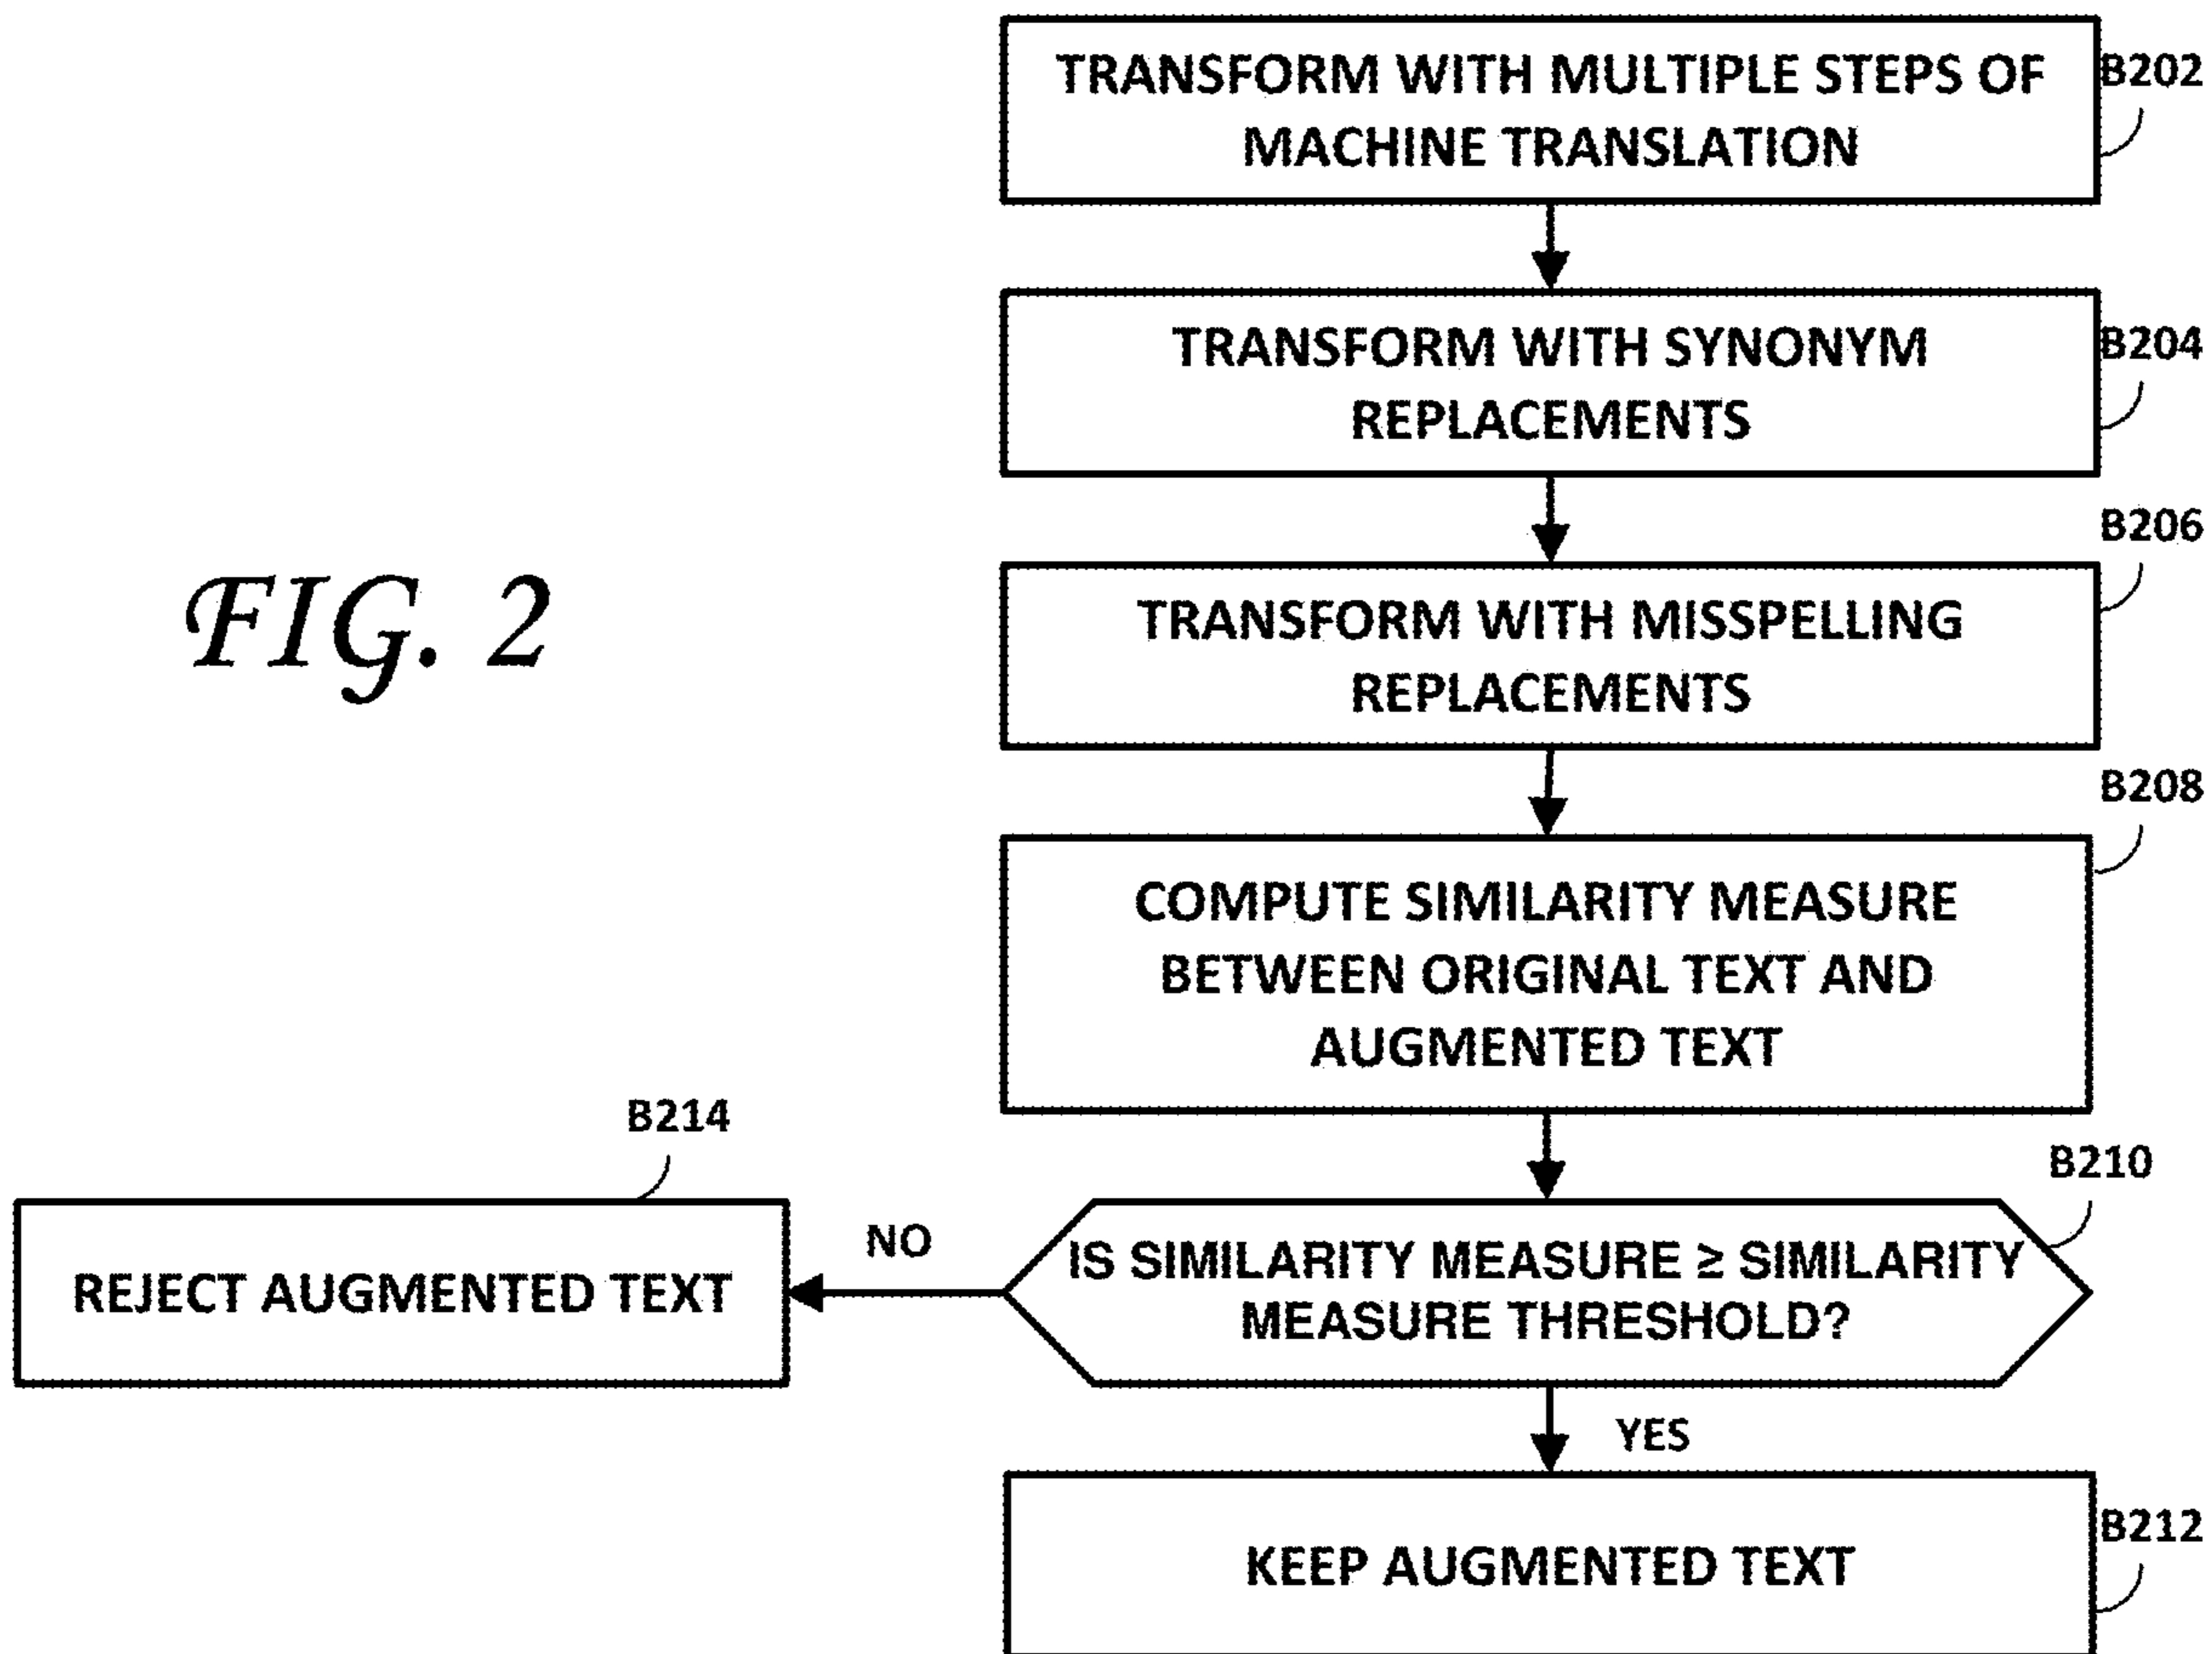 TRANSFORM WITH MULTIPLE STEPS OF
MACHINE TRANSLATION
B202
TRANSFORM WITH SYNONYM
REPLACEMENTS
B204
B206
TRANSFORM WITH MISSPELLING
REPLACEMENTS
FIG. 2
B208
COMPUTE SIMILARITY MEASURE
BETWEEN ORIGINAL TEXT AND
AUGMENTED TEXT
B214
B210
REJECT AUGMENTED TEXT
NO
IS SIMILARITY MEASURE ≥ SIMILARITY
MEASURE THRESHOLD?
YES
B212
KEEP AUGMENTED TEXT